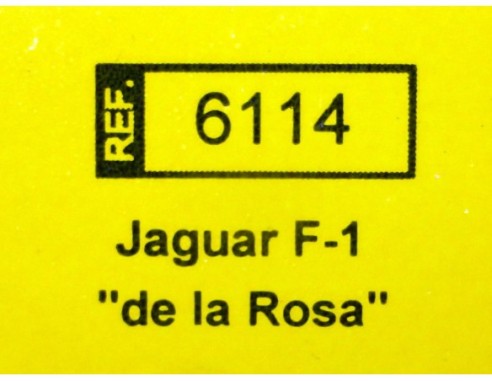 REF. 6114
Jaguar F-1
"de la Rosa"